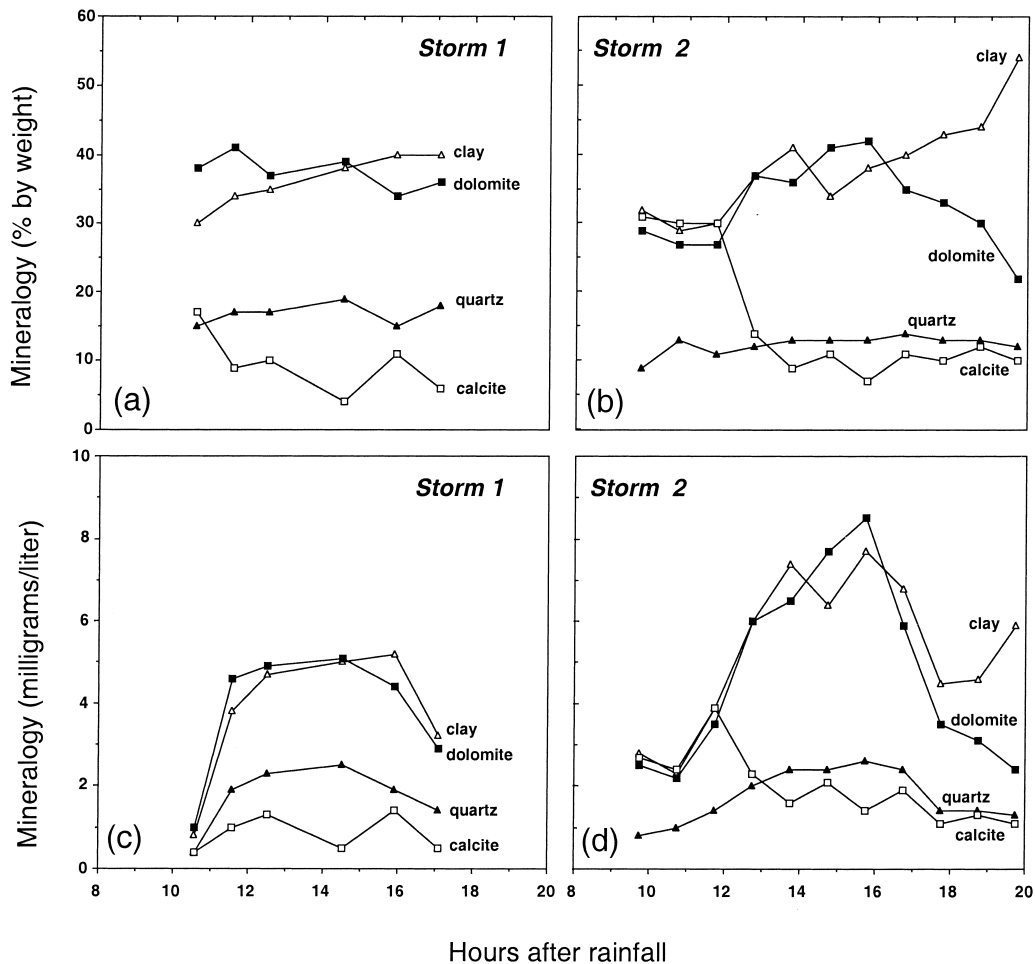 Mineralogy (% by weight)
60
50
40
30
20
10
0
Storm 1
clay
dolomite
quartz
calcite
(a)
Storm 2
clay
dolomite
quartz
calcite
(b)
Mineralogy (milligrams/liter)
10
8
6
4
2
0
Storm 1
clay
dolomite
quartz
calcite
(c)
8 10 12 14 16 18 20
Storm 2
clay
dolomite
quartz
calcite
(d)
8 10 12 14 16 18 20
Hours after rainfall